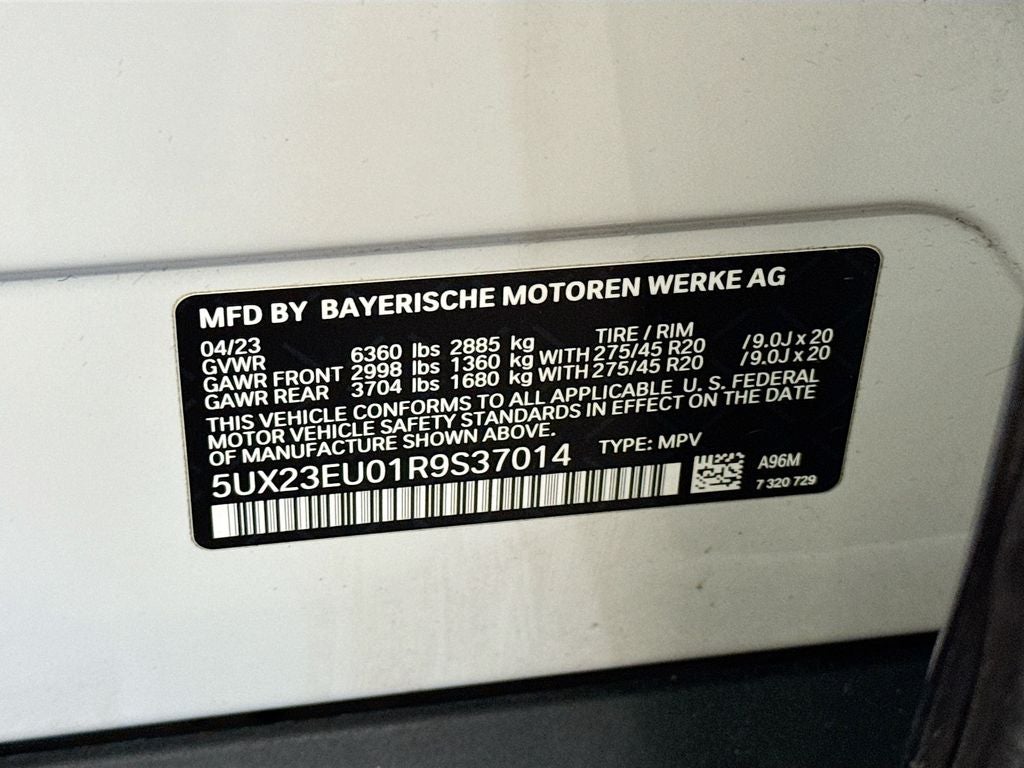 MFD BY BAYERISCHE MOTOREN WERKE AG
04/23 TIRE / RIM
GVWR 6360 lbs 2885 kg
GAWR FRONT 2998 lbs 1360 kg WITH 275/45 R20 /9.0J x 20
GAWR REAR 3704 lbs 1680 kg WITH 275/45 R20 /9.0J x 20
THIS VEHICLE CONFORMS TO ALL APPLICABLE U. S. FEDERAL
MOTOR VEHICLE SAFETY STANDARDS IN EFFECT ON THE DATE
OF MANUFACTURE SHOWN ABOVE.
TYPE: MPV
5UX23EU01R9S37014
A96M
7 320 729